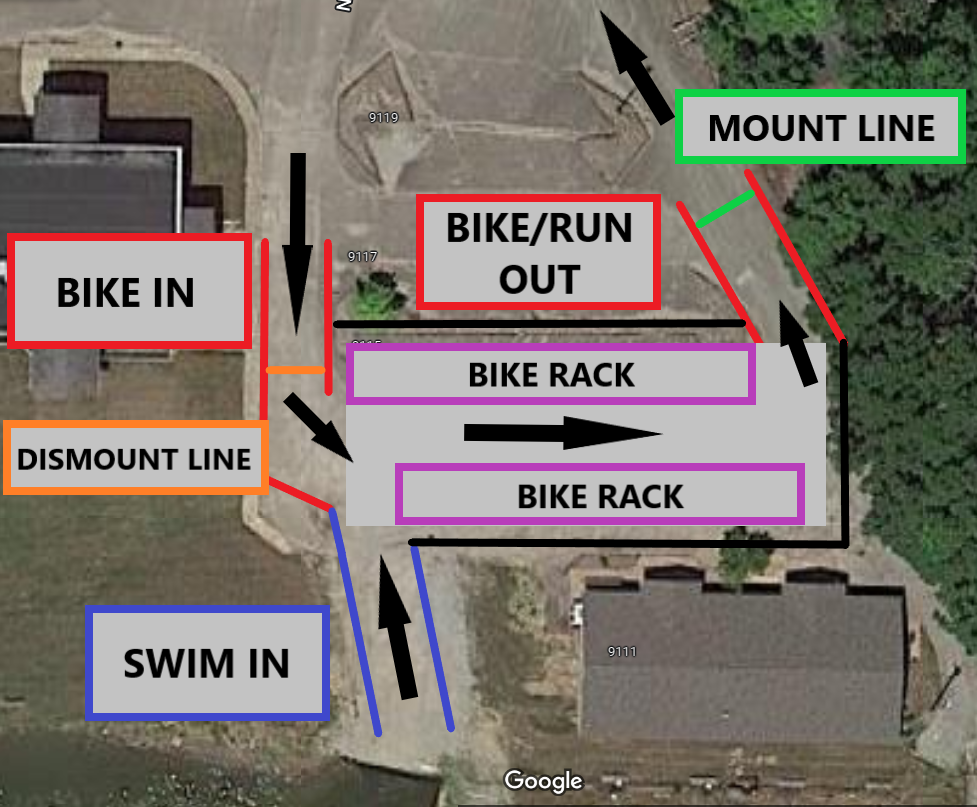 N
9119
MOUNT LINE
BIKE/RUN
OUT
9117
BIKE IN
BIKE RACK
DISMOUNT LINE
BIKE RACK
SWIM IN
9111
Google